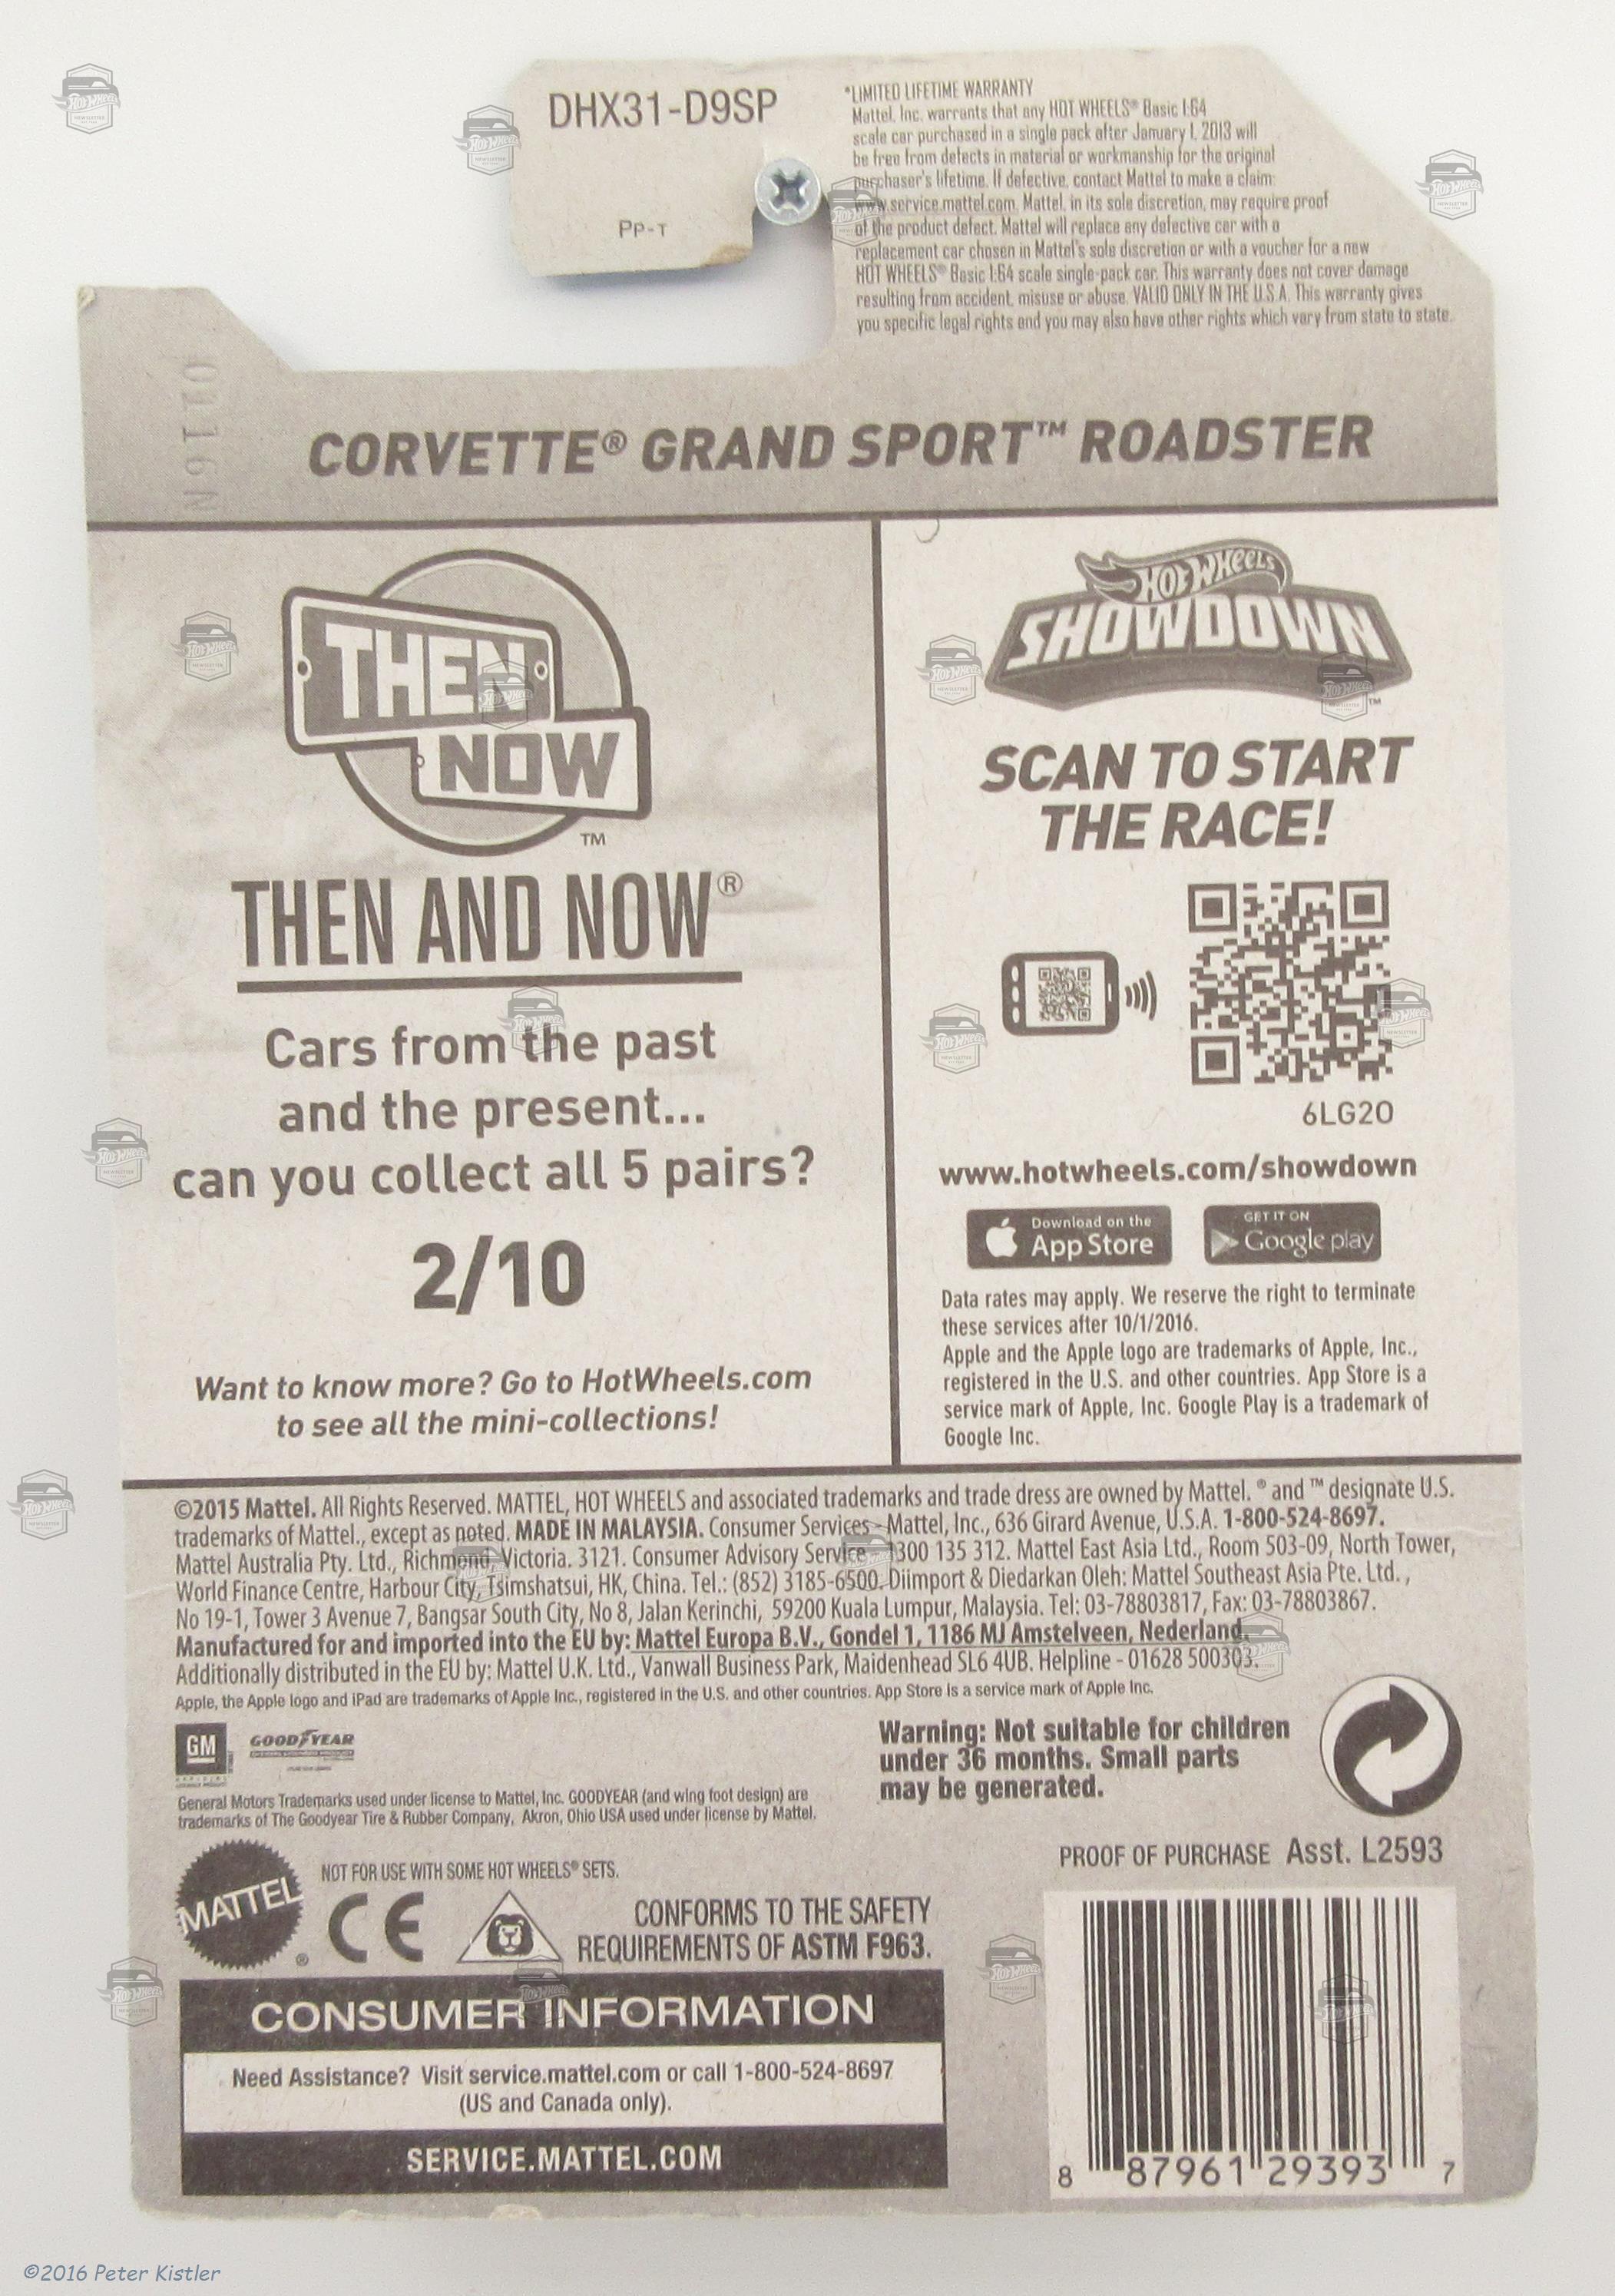 DHX31-D9SP
Pp-T
*LIMITED LIFETIME WARRANTY
Mattel, Inc. warrants that any HOT WHEELS® Basic 1:64
scale car purchased in a single pack after January 1, 2013 will
be free from defects in material or workmanship for the original
purchaser's lifetime. If defective, contact Mattel to make a claim:
www.service.mattel.com. Mattel, in its sole discretion, may require proof
of the product defect. Mattel will replace any defective car with a
replacement car chosen in Mattel's sole discretion or with a voucher for a new
HOT WHEELS® Basic 1:64 scale single-pack car. This warranty does not cover damage
resulting from accident, misuse or abuse. VALID ONLY IN THE U.S.A. This warranty gives
you specific legal rights and you may also have other rights which vary from state to state.
0116N
CORVETTE® GRAND SPORT™ ROADSTER
THEN
NOW
TM
THEN AND NOW®
Cars from the past
and the present...
can you collect all 5 pairs?
2/10
Want to know more? Go to HotWheels.com
to see all the mini-collections!
HOT WHEELS
SHOWDOWN
TM
SCAN TO START
THE RACE!
6LG20
www.hotwheels.com/showdown
Download on the
App Store
GET IT ON
Google play
Data rates may apply. We reserve the right to terminate
these services after 10/1/2016.
Apple and the Apple logo are trademarks of Apple, Inc.,
registered in the U.S. and other countries. App Store is a
service mark of Apple, Inc. Google Play is a trademark of
Google Inc.
©2015 Mattel. All Rights Reserved. MATTEL, HOT WHEELS and associated trademarks and trade dress are owned by Mattel. ® and ™ designate U.S.
trademarks of Mattel., except as noted. MADE IN MALAYSIA. Consumer Services - Mattel, Inc., 636 Girard Avenue, U.S.A. 1-800-524-8697.
Mattel Australia Pty. Ltd., Richmond, Victoria. 3121. Consumer Advisory Service - 1300 135 312. Mattel East Asia Ltd., Room 503-09, North Tower,
World Finance Centre, Harbour City, Tsimshatsui, HK, China. Tel.: (852) 3185-6500. Diimport & Diedarkan Oleh: Mattel Southeast Asia Pte. Ltd. ,
No 19-1, Tower 3 Avenue 7, Bangsar South City, No 8, Jalan Kerinchi, 59200 Kuala Lumpur, Malaysia. Tel: 03-78803817, Fax: 03-78803867.
Manufactured for and imported into the EU by: Mattel Europa B.V., Gondel 1, 1186 MJ Amstelveen, Nederland.
Additionally distributed in the EU by: Mattel U.K. Ltd., Vanwall Business Park, Maidenhead SL6 4UB. Helpline - 01628 500303.
Apple, the Apple logo and iPad are trademarks of Apple Inc., registered in the U.S. and other countries. App Store is a service mark of Apple Inc.
GM
GOODYEAR
General Motors Trademarks used under license to Mattel, Inc. GOODYEAR (and wing foot design) are
trademarks of The Goodyear Tire & Rubber Company, Akron, Ohio USA used under license by Mattel.
Warning: Not suitable for children
under 36 months. Small parts
may be generated.
PROOF OF PURCHASE Asst. L2593
MATTEL
®
NOT FOR USE WITH SOME HOT WHEELS® SETS.
CE
CONFORMS TO THE SAFETY
REQUIREMENTS OF ASTM F963.
CONSUMER INFORMATION
Need Assistance? Visit service.mattel.com or call 1-800-524-8697
(US and Canada only).
SERVICE.MATTEL.COM
8 87961 29393 7
©2016 Peter Kistler